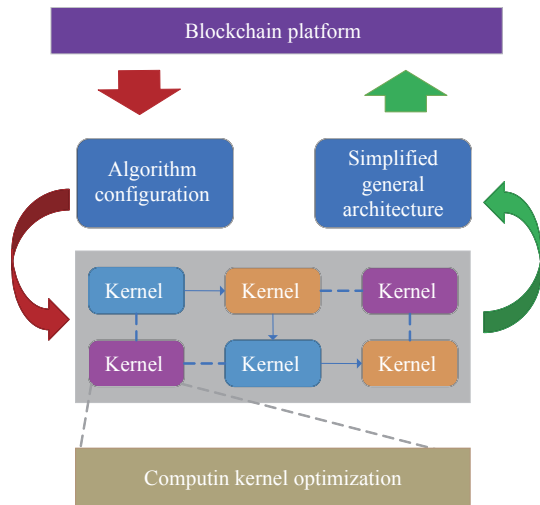 Blockchain platform
Algorithm
configuration
Simplified
general
architecture
Kernel
Kernel
Kernel
Kernel
Kernel
Kernel
Computin kernel optimization